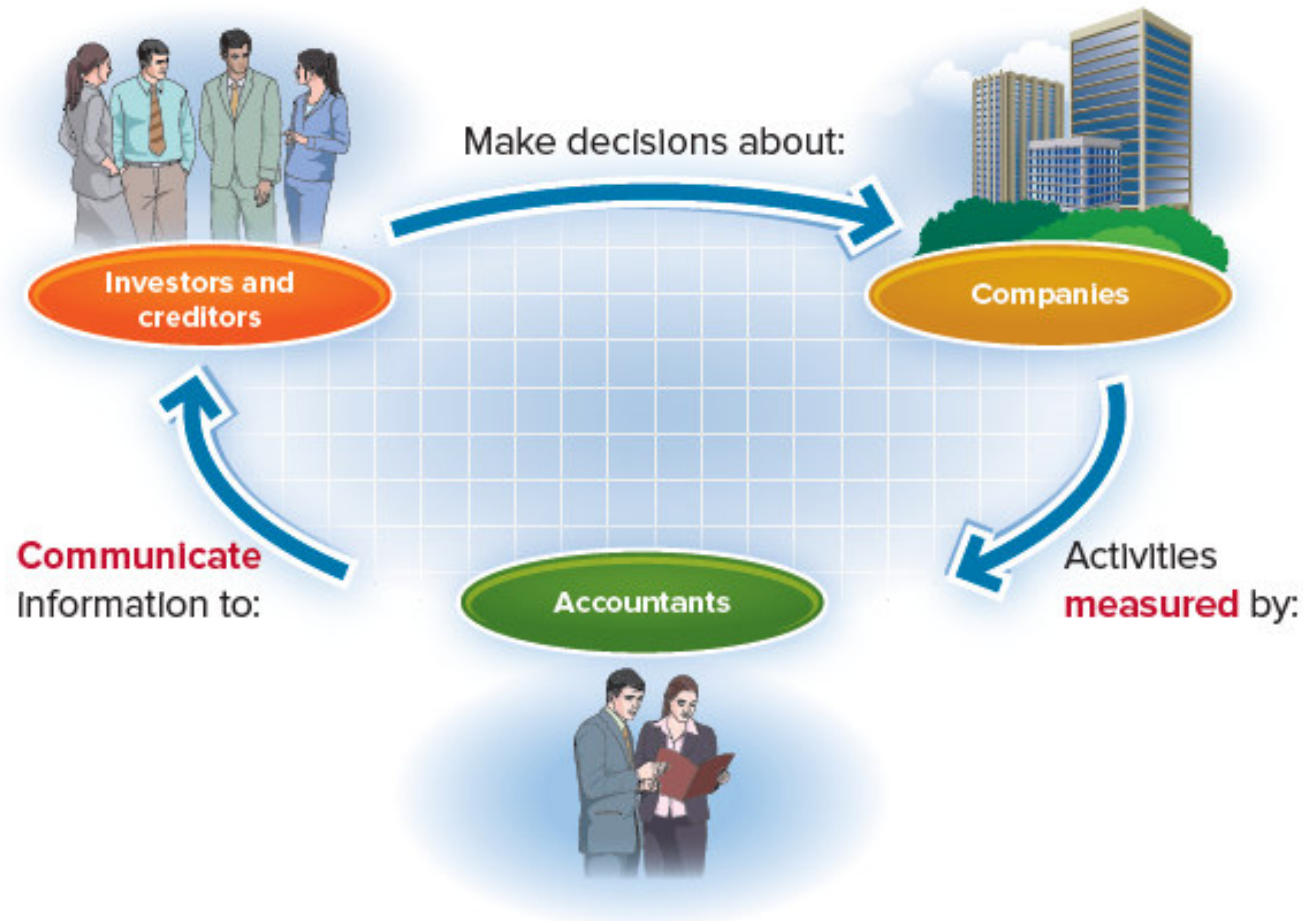 Make decisions about:
Investors and
creditors
Companies
Communicate
information to:
Activities
measured by:
Accountants